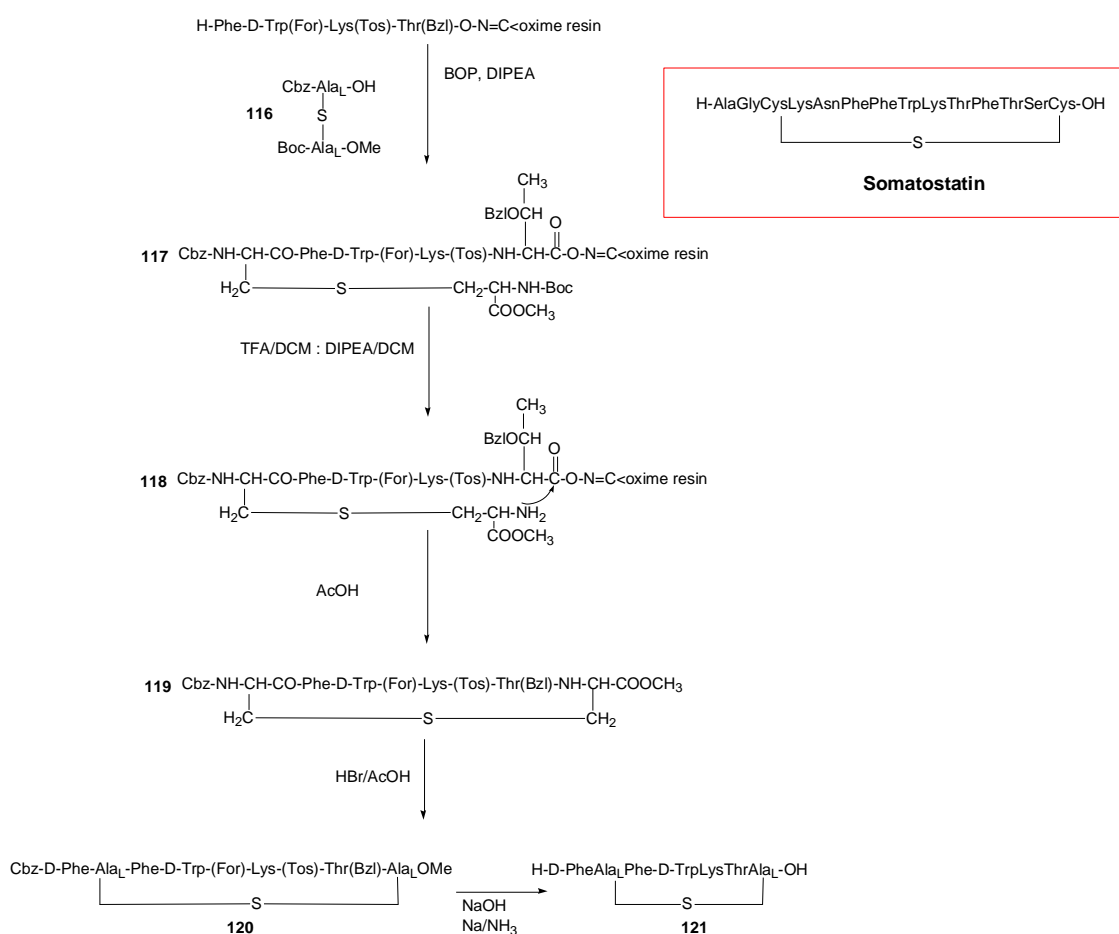 H-Phe-D-Trp(For)-Lys(Tos)-Thr(Bzl)-O-N=C<oxime resin
BOP, DIPEA
Cbz-AlaL-OH
116
S
Boc-AlaL-OMe
H-AlaGlyCysLysAsnPhePheTrpLysThrPheThrSerCys-OH
S
Somatostatin
CH3
BzlOCH
O
117 Cbz-NH-CH-CO-Phe-D-Trp-(For)-Lys-(Tos)-NH-CH-C-O-N=C<oxime resin
H2C S CH2-CH-NH-Boc
COOCH3
TFA/DCM : DIPEA/DCM
CH3
BzlOCH
O
118 Cbz-NH-CH-CO-Phe-D-Trp-(For)-Lys-(Tos)-NH-CH-C-O-N=C<oxime resin
H2C S CH2-CH-NH2
COOCH3
AcOH
119 Cbz-NH-CH-CO-Phe-D-Trp-(For)-Lys-(Tos)-Thr(Bzl)-NH-CH-COOCH3
H2C S CH2
HBr/AcOH
Cbz-D-Phe-AlaL-Phe-D-Trp-(For)-Lys-(Tos)-Thr(Bzl)-AlaLOMe
S
120
NaOH
Na/NH3
H-D-PheAlaLPhe-D-TrpLysThrAlaL-OH
S
121